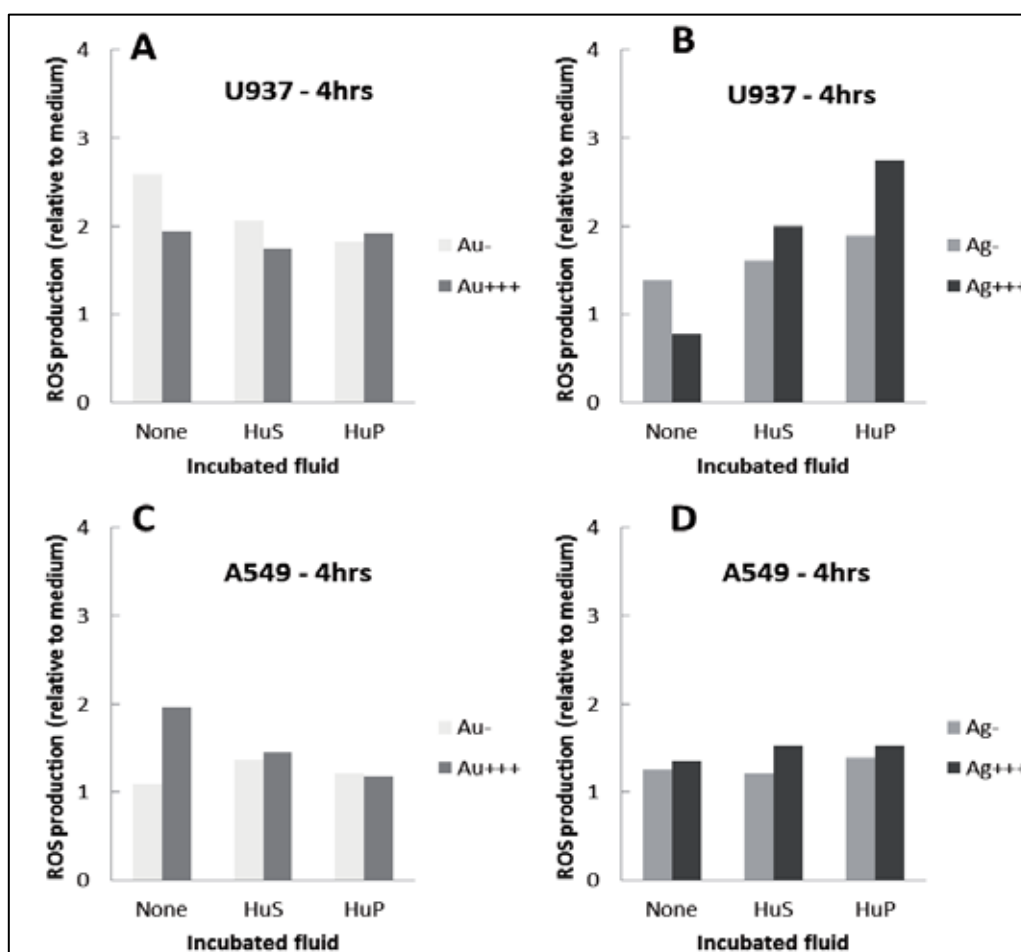 A
U937 - 4hrs
ROS production (relative to medium)
4
3
2
1
0
None HuS HuP
Incubated fluid
Au-
Au+++
B
U937 - 4hrs
ROS production (relative to medium)
4
3
2
1
0
None HuS HuP
Incubated fluid
Ag-
Ag+++
C
A549 - 4hrs
ROS production (relative to medium)
4
3
2
1
0
None HuS HuP
Incubated fluid
Au-
Au+++
D
A549 - 4hrs
ROS production (relative to medium)
4
3
2
1
0
None HuS HuP
Incubated fluid
Ag-
Ag+++